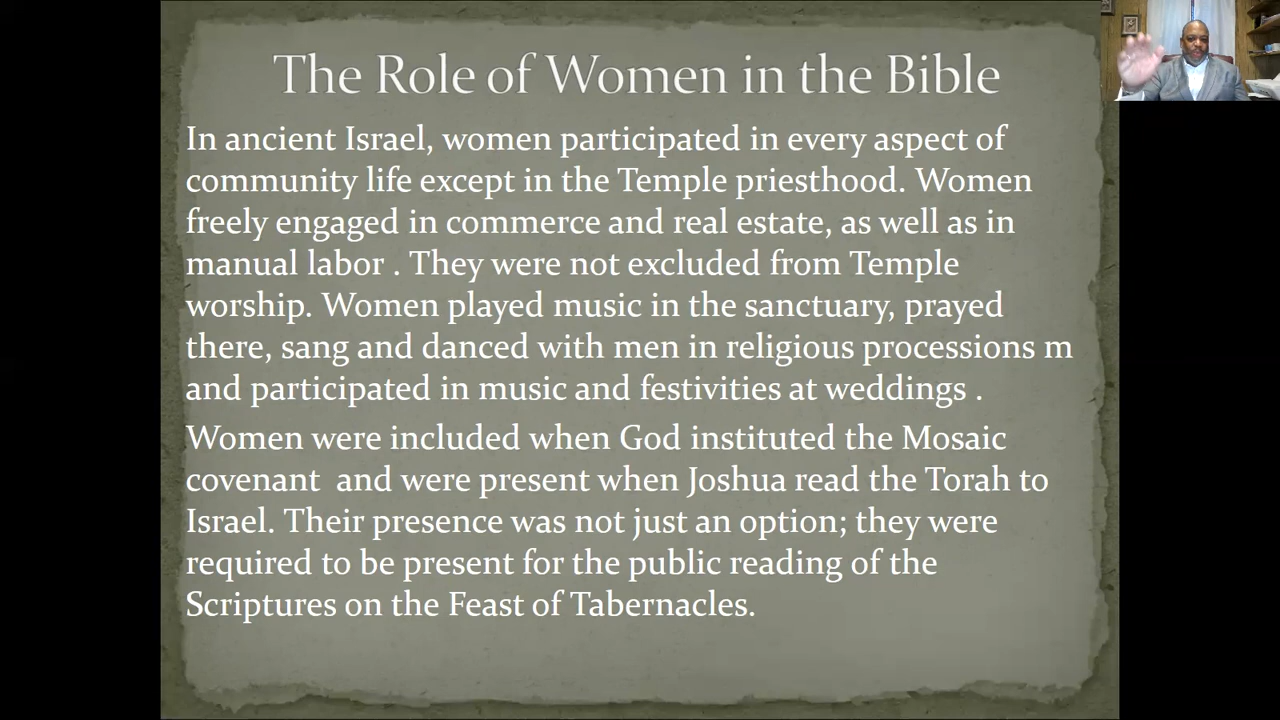 The Role of Women in the Bible
In ancient Israel, women participated in every aspect of
community life except in the Temple priesthood. Women
freely engaged in commerce and real estate, as well as in
manual labor . They were not excluded from Temple
worship. Women played music in the sanctuary, prayed
there, sang and danced with men in religious processions m
and participated in music and festivities at weddings .
Women were included when God instituted the Mosaic
covenant  and were present when Joshua read the Torah to
Israel. Their presence was not just an option; they were
required to be present for the public reading of the
Scriptures on the Feast of Tabernacles.